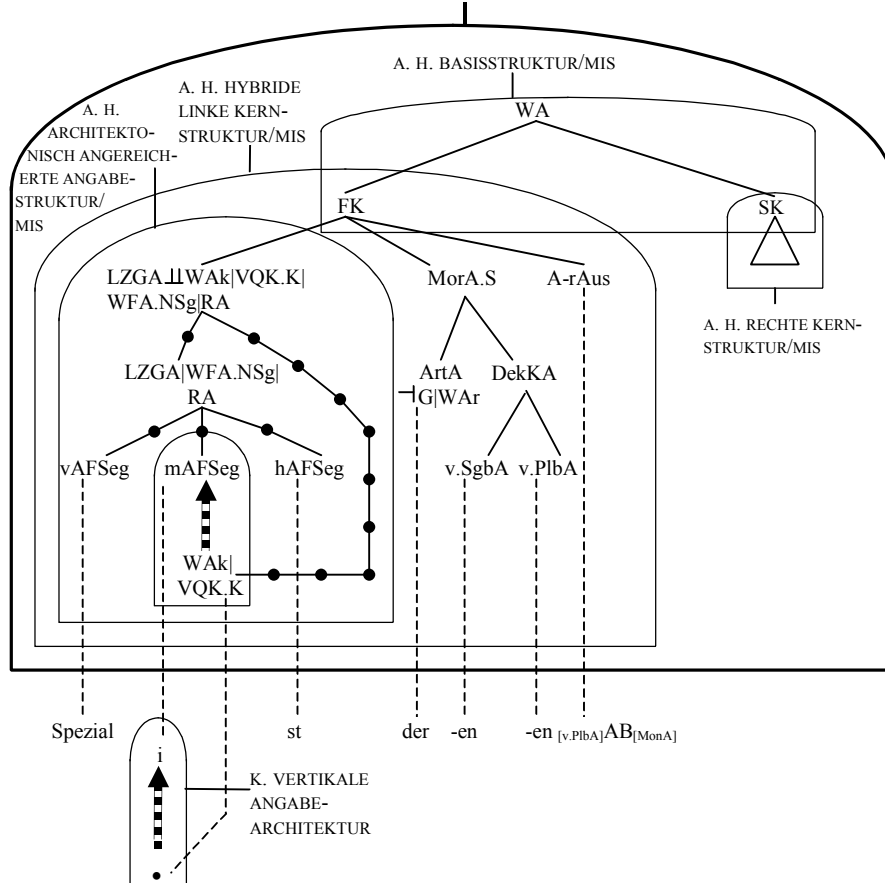 A. H. BASISSTRUKTUR/MIS
A. H. HYBRIDE
LINKE KERN-
STRUKTUR/MIS
A. H.
ARCHITEKTO-
NISCH ANGEREICH-
ERTE ANGABE-
STRUKTUR/
MIS
WA
FK
SK
LZGA⫫WAk|VQK.K|
WFA.NSg|RA
MorA.S
A-rAus
A. H. RECHTE KERN-
STRUKTUR/MIS
LZGA|WFA.NSg|
RA
ArtA
G|WAr
DekKA
vAFSeg
mAFSeg
hAFSeg
v.SgbA
v.PlbA
WAk|
VQK.K
Spezial
st
der
-en
-en [v.PlbA]AB[MonA]
i
K. VERTIKALE
ANGABE-
ARCHITEKTUR